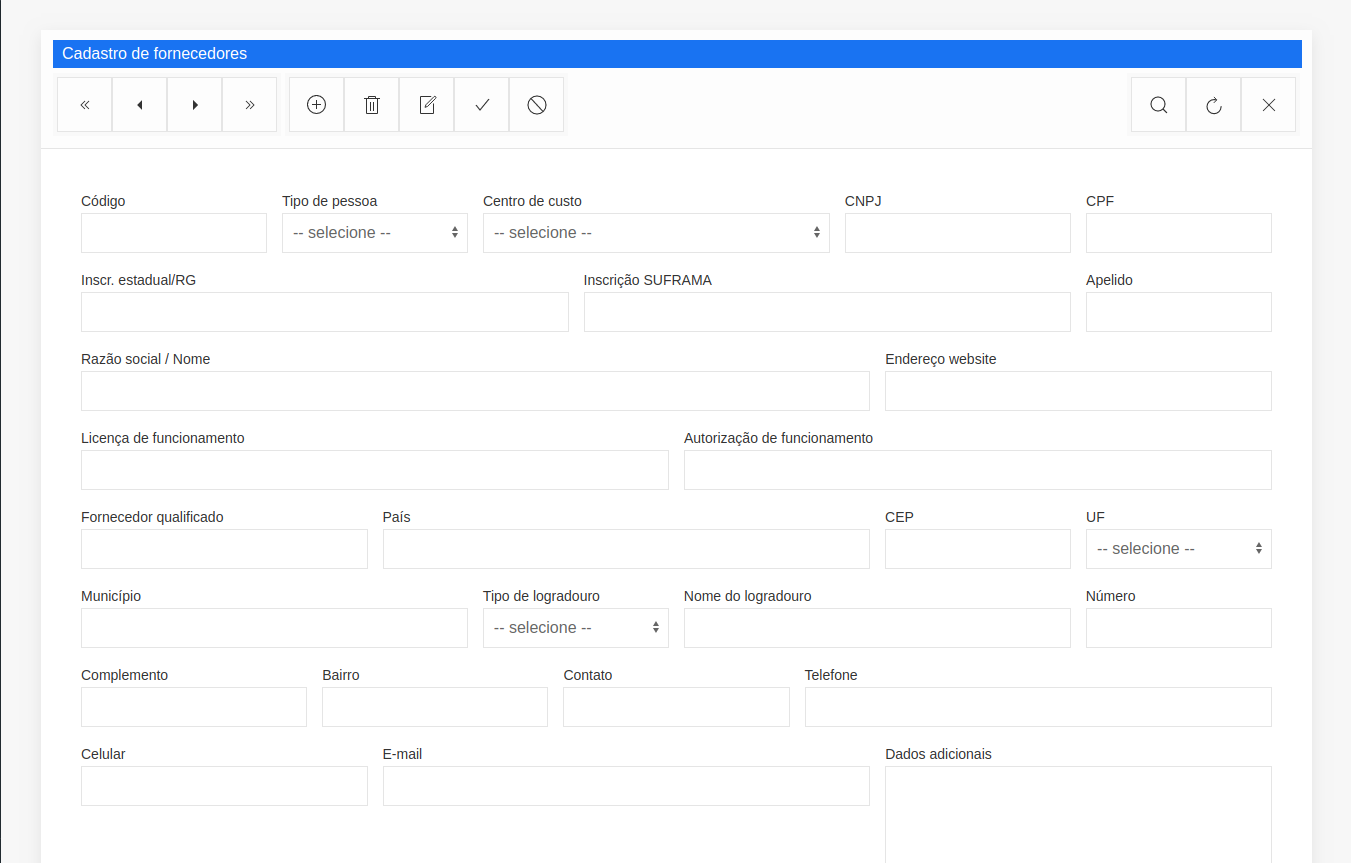 Cadastro de fornecedores
Código Tipo de pessoa Centro de custo CNPJ CPF
-- selecione -- -- selecione --
Inscr. estadual/RG Inscrição SUFRAMA Apelido
Razão social / Nome Endereço website
Licença de funcionamento Autorização de funcionamento
Fornecedor qualificado País CEP UF
-- selecione --
Município Tipo de logradouro Nome do logradouro Número
-- selecione --
Complemento Bairro Contato Telefone
Celular E-mail Dados adicionais